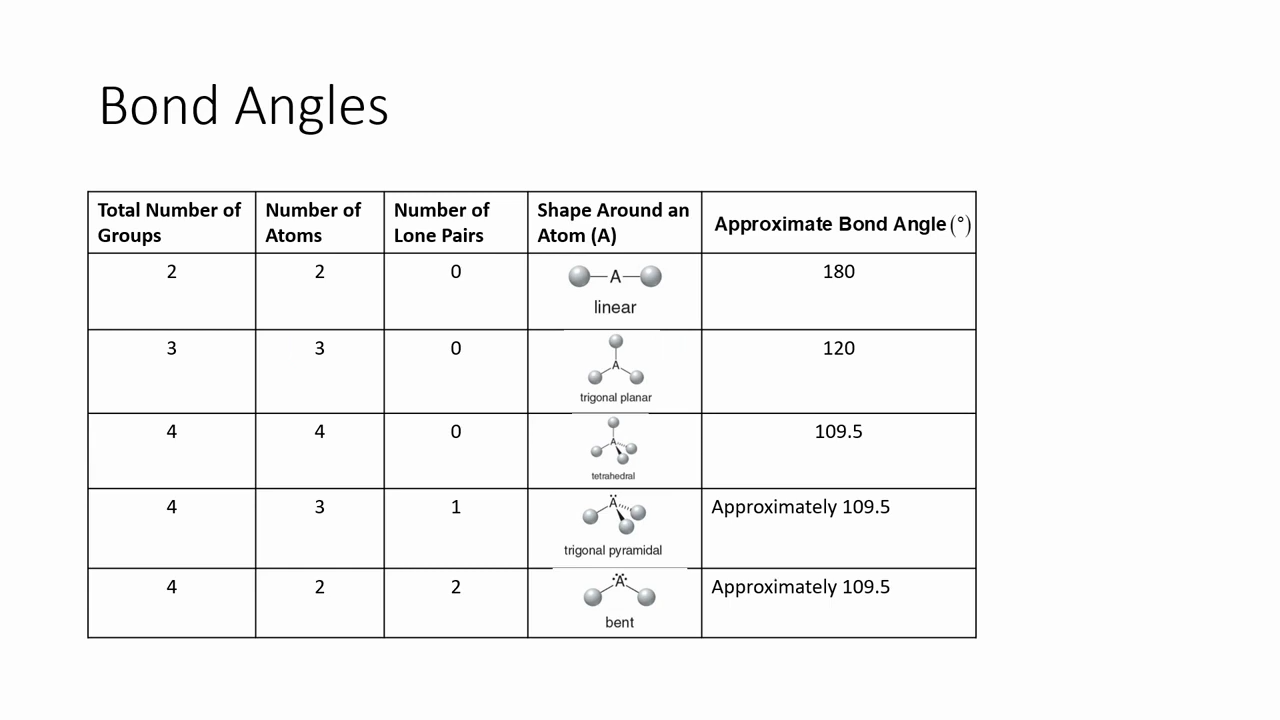 Bond Angles
Total Number of Groups | Number of Atoms | Number of Lone Pairs | Shape Around an Atom (A) | Approximate Bond Angle (°)
2 | 2 | 0 | A linear | 180
3 | 3 | 0 | A trigonal planar | 120
4 | 4 | 0 | A tetrahedral | 109.5
4 | 3 | 1 | A trigonal pyramidal | Approximately 109.5
4 | 2 | 2 | A bent | Approximately 109.5